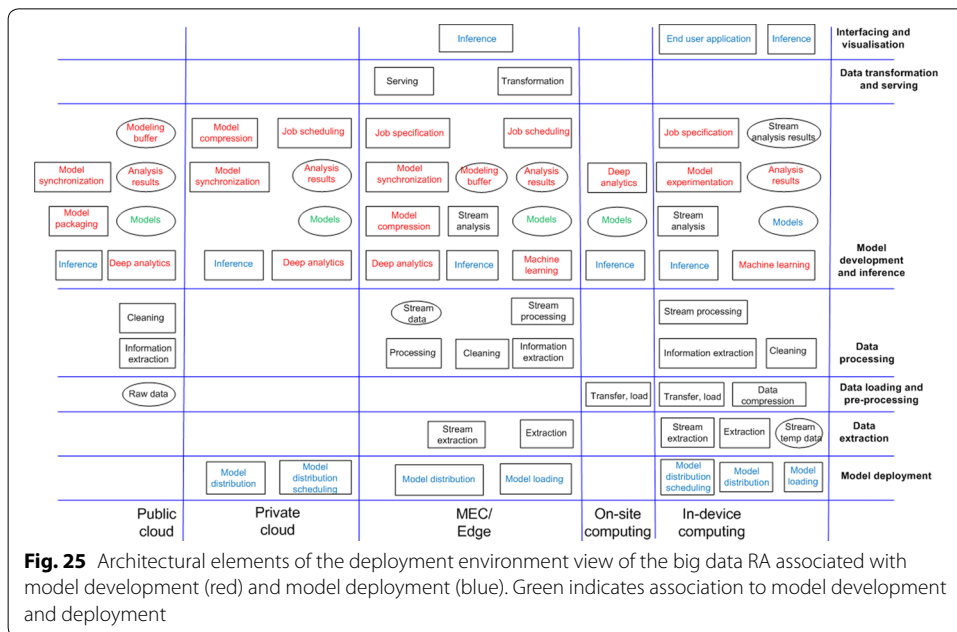 Inference
End user application
Inference
Interfacing and
visualisation
Serving
Transformation
Data transformation
and serving
Modeling
buffer
Model
compression
Job scheduling
Job specification
Job scheduling
Job specification
Stream
analysis results
Model
synchronization
Analysis
results
Model
synchronization
Analysis
results
Model
synchronization
Modeling
buffer
Analysis
results
Deep
analytics
Model
experimentation
Analysis
results
Model
packaging
Models
Models
Model
compression
Stream
analysis
Models
Models
Stream
analysis
Models
Inference
Deep analytics
Inference
Deep analytics
Deep analytics
Inference
Machine
learning
Inference
Inference
Machine learning
Model
development
and inference
Cleaning
Stream
data
Stream
processing
Stream processing
Information
extraction
Processing
Cleaning
Information
extraction
Information extraction
Cleaning
Data
processing
Raw data
Transfer, load
Transfer, load
Data
compression
Data loading and
pre-processing
Stream
extraction
Extraction
Stream
extraction
Extraction
Stream
temp data
Data
extraction
Model
distribution
Model
distribution
scheduling
Model distribution
Model loading
Model
distribution
scheduling
Model
distribution
Model
loading
Model deployment
Public
cloud
Private
cloud
MEC/
Edge
On-site
computing
In-device
computing
Fig. 25 Architectural elements of the deployment environment view of the big data RA associated with
model development (red) and model deployment (blue). Green indicates association to model development
and deployment